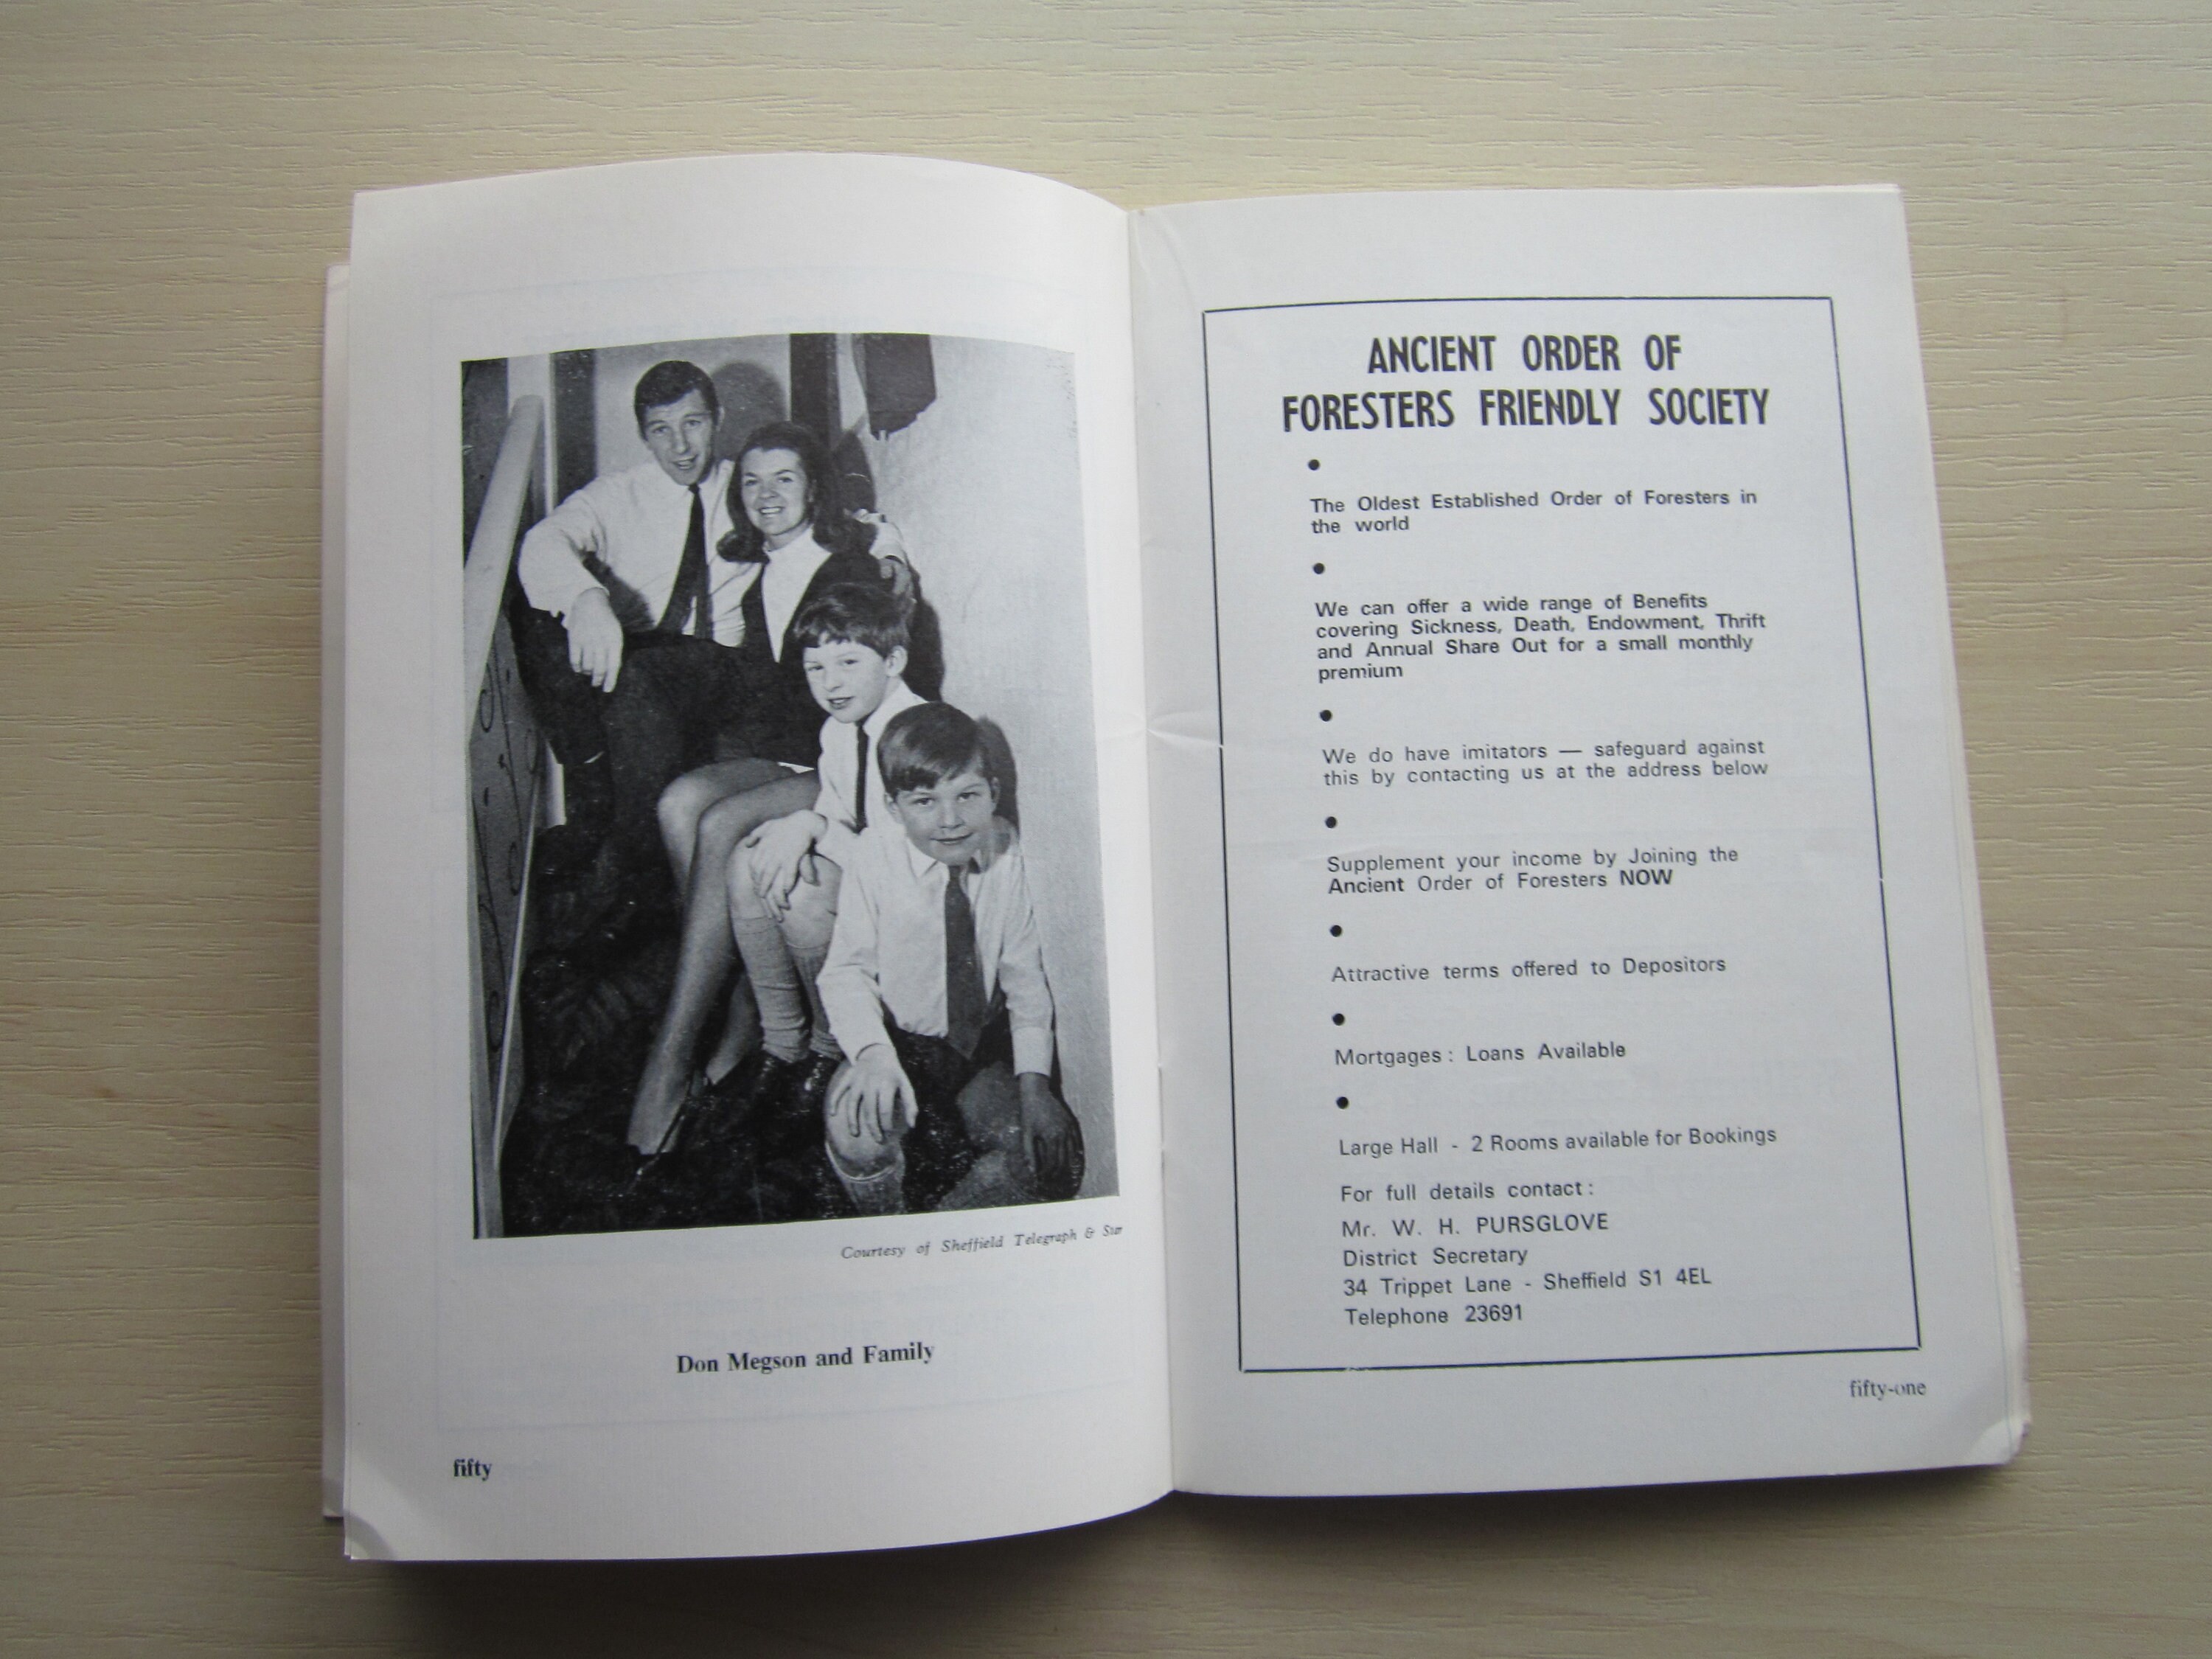 Courtesy of Sheffield Telegraph & Star
Don Megson and Family
fifty
ANCIENT ORDER OF
FORESTERS FRIENDLY SOCIETY
The Oldest Established Order of Foresters in
the world
We can offer a wide range of Benefits
covering Sickness, Death, Endowment, Thrift
and Annual Share Out for a small monthly
premium
We do have imitators — safeguard against
this by contacting us at the address below
Supplement your income by Joining the
Ancient Order of Foresters NOW
Attractive terms offered to Depositors
Mortgages : Loans Available
Large Hall - 2 Rooms available for Bookings
For full details contact :
Mr. W. H. PURSGLOVE
District Secretary
34 Trippet Lane - Sheffield S1 4EL
Telephone 23691
fifty-one